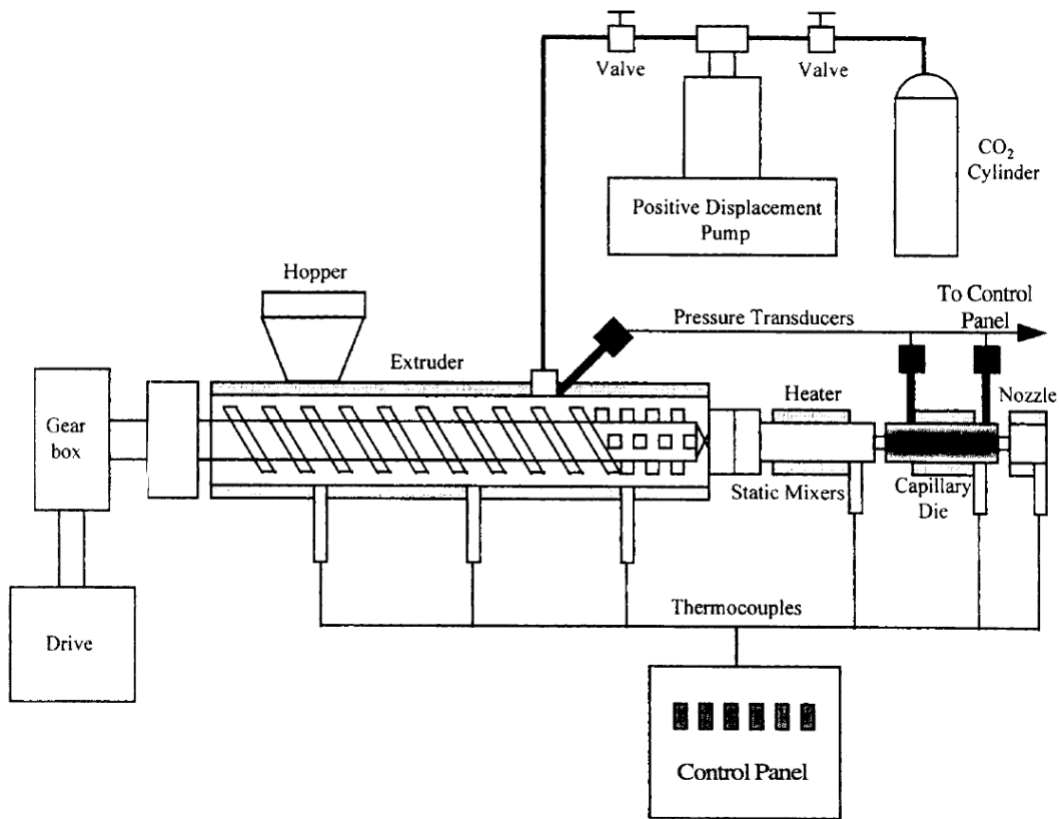 Valve
Valve
CO₂
Cylinder
Positive Displacement
Pump
Hopper
To Control
Panel
Pressure Transducers
Extruder
Heater
Nozzle
Gear
box
Static Mixers
Capillary
Die
Thermocouples
Drive
Control Panel